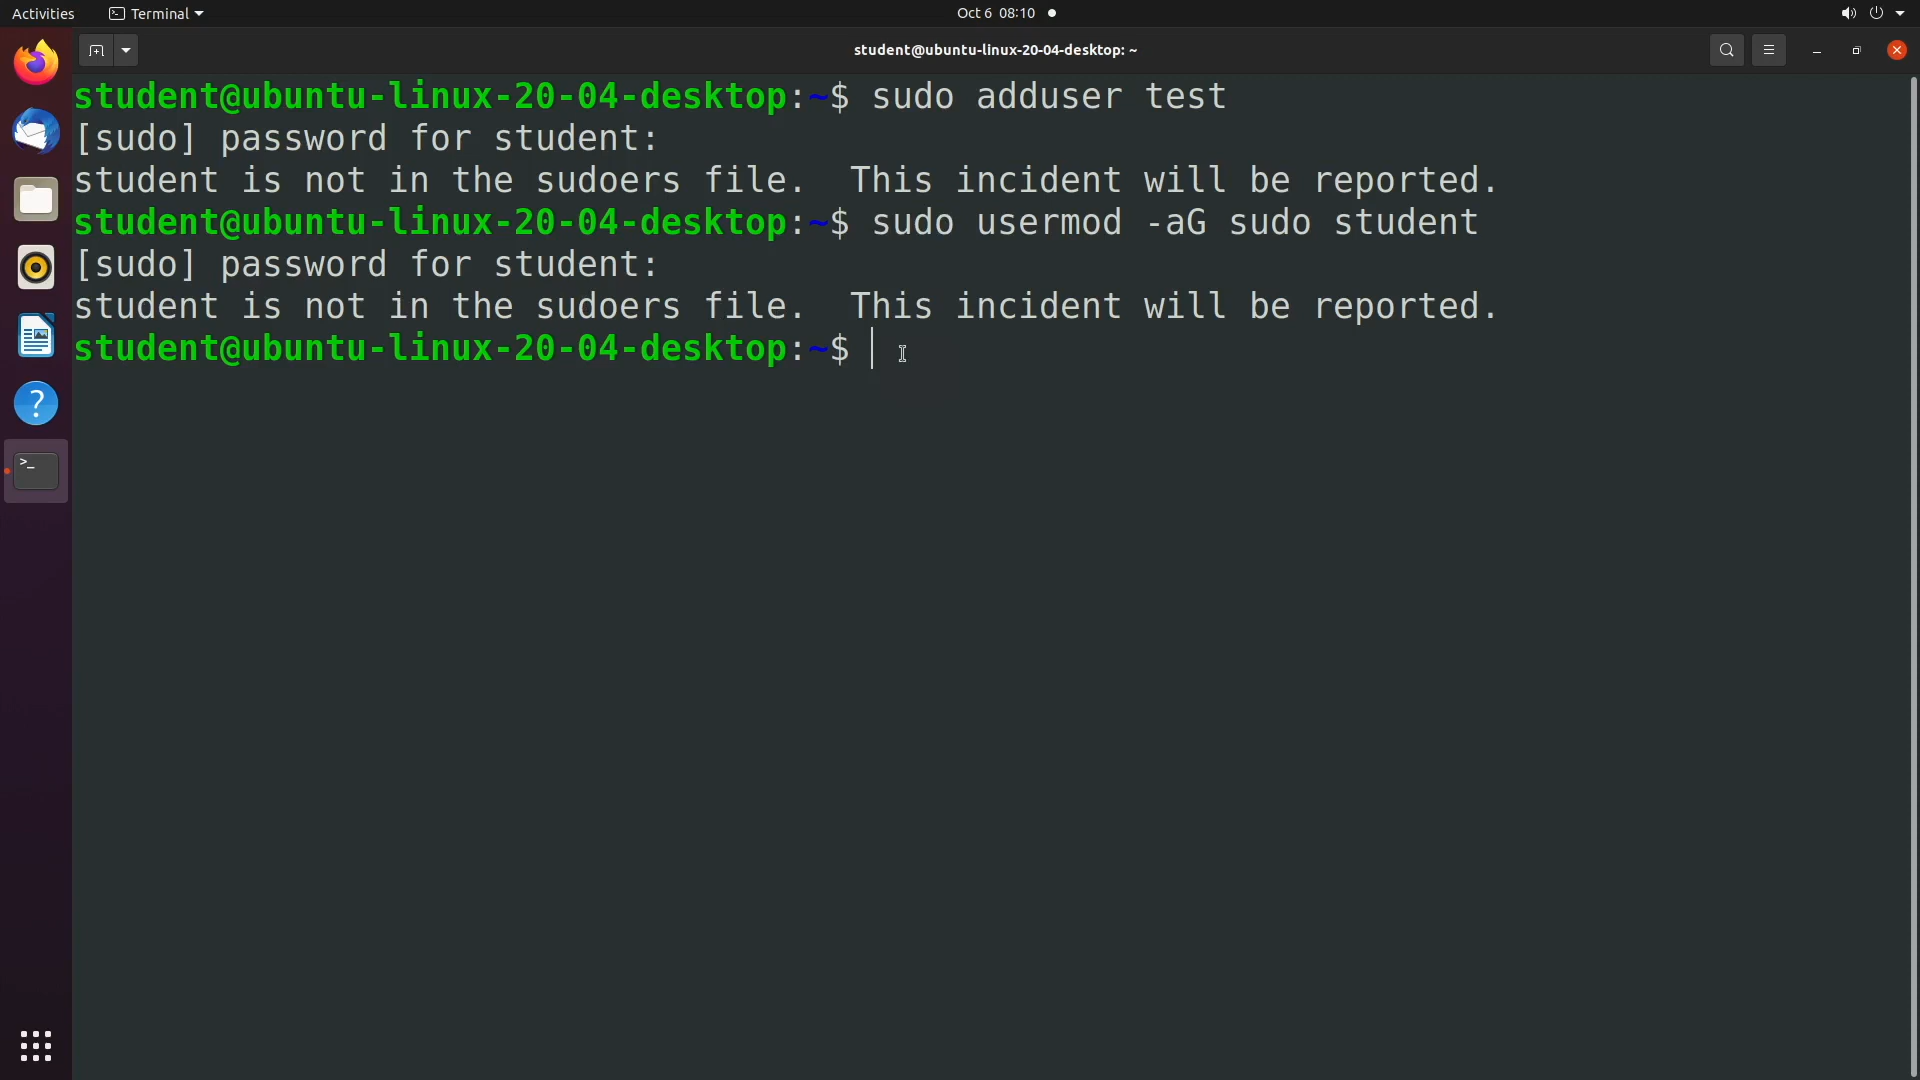 Activities Terminal Oct 6 08:10
student@ubuntu-linux-20-04-desktop: ~
student@ubuntu-linux-20-04-desktop:~$ sudo adduser test
[sudo] password for student:
student is not in the sudoers file.  This incident will be reported.
student@ubuntu-linux-20-04-desktop:~$ sudo usermod -aG sudo student
[sudo] password for student:
student is not in the sudoers file.  This incident will be reported.
student@ubuntu-linux-20-04-desktop:~$